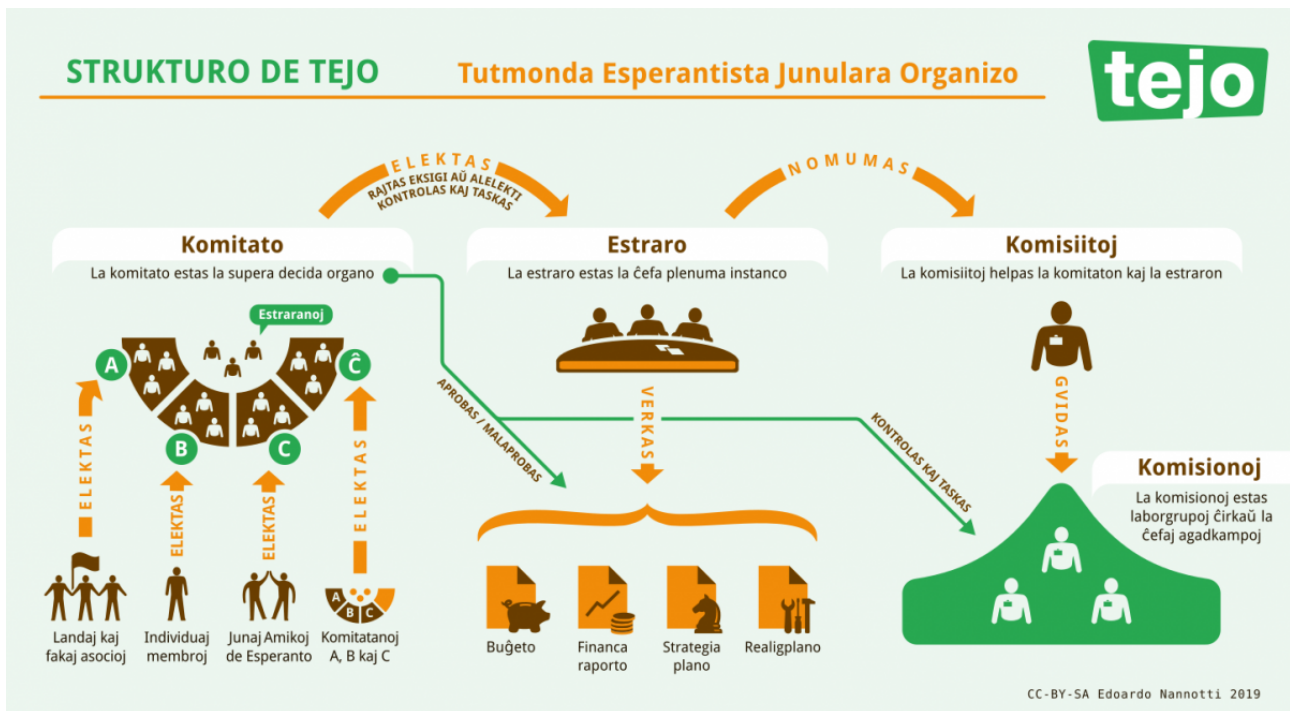 STRUKTURO DE TEJO
Tutmonda Esperantista Junulara Organizo
tejo
ELEKTAS
RAJTAS EKSIGI AŬ ALELEKTI
KONTROLAS KAJ TASKAS
NOMUMAS
Komitato
La komitato estas la supera decida organo
Estraro
La estraro estas la ĉefa plenuma instanco
Komisiitoj
La komisiitoj helpas la komitaton kaj la estraron
Estraranoj
A
B
C
Ĉ
ELEKTAS
ELEKTAS
ELEKTAS
ELEKTAS
A
B
C
Landaj kaj
fakaj asocioj
Individuaj
membroj
Junaj Amikoj
de Esperanto
Komitatanoj
A, B kaj C
APROBAS / MALAPROBAS
VERKAS
KONTROLAS KAJ TASKAS
Buĝeto
Financa
raporto
Strategia
plano
Realigplano
GVIDAS
Komisionoj
La komisionoj estas
laborgrupoj ĉirkaŭ la
ĉefaj agadkampoj
CC-BY-SA Edoardo Nannotti 2019